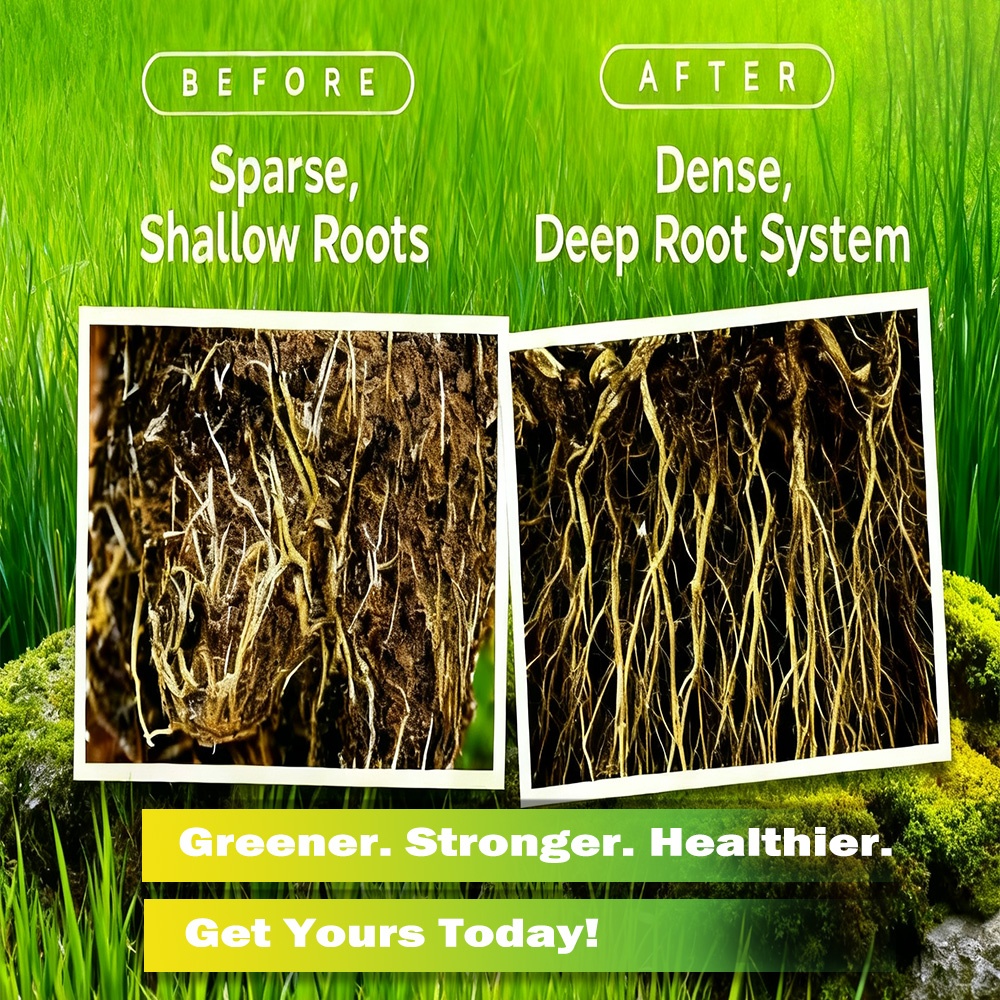 BEFORE
Sparse,
Shallow Roots
AFTER
Dense,
Deep Root System
Greener. Stronger. Healthier.
Get Yours Today!